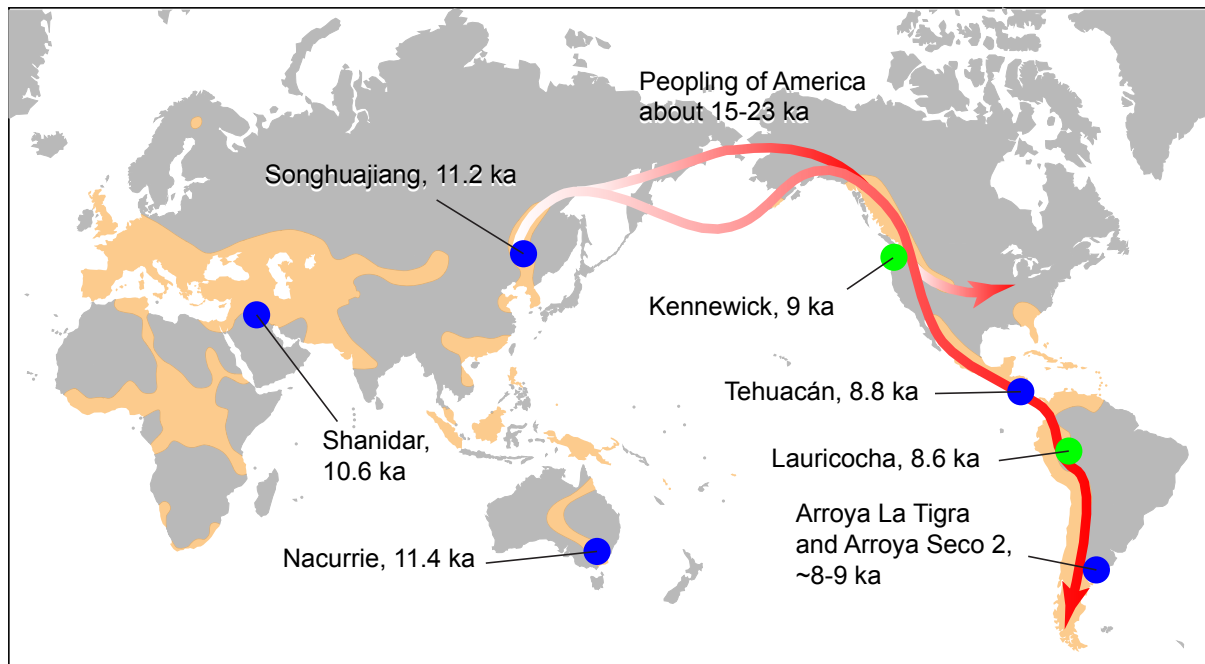 Peopling of America
about 15-23 ka
Songhuajiang, 11.2 ka
Kennewick, 9 ka
Tehuacán, 8.8 ka
Shanidar,
10.6 ka
Lauricocha, 8.6 ka
Arroya La Tigra
and Arroya Seco 2,
~8-9 ka
Nacurrie, 11.4 ka